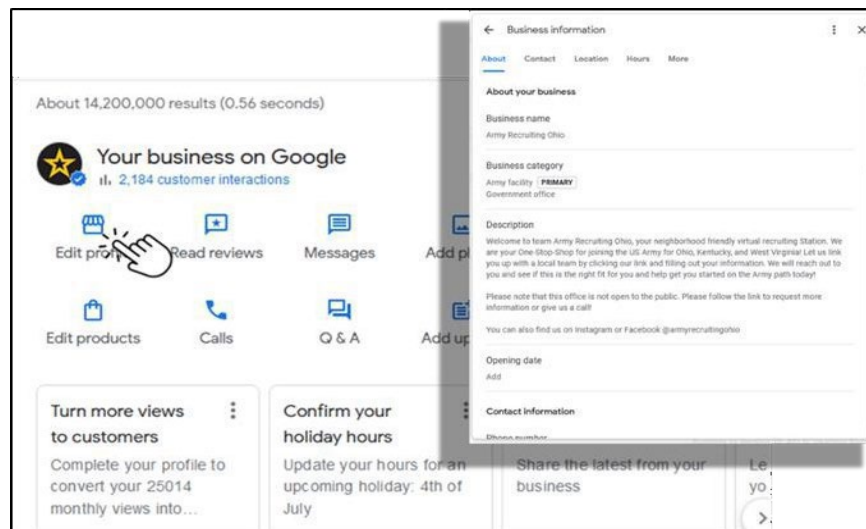 About 14,200,000 results (0.56 seconds)
Your business on Google
2,184 customer interactions
Edit
Read reviews
Messages
Add
Edit products
Calls
Q & A
Add
Turn more views
to customers
Complete your profile to
convert your 25014
monthly views into...
Confirm your
holiday hours
Update your hours for an
upcoming holiday: 4th of
July
Share the latest from your
business
Le
yo
Business information
About Contact Location Hours More
About your business
Business name
Army Recruiting Ohio
Business category
Army facility PRIMARY
Government office
Description
Welcome to team Army Recruiting Ohio, your neighborhood friendly virtual recruiting Station. We
are your One-Stop-Shop for joining the US Army for Ohio, Kentucky, and West Virginia! Let us link
you up with a local team by clicking our link and filling out your information. We will reach out to
you and see if this is the right fit for you and help get you started on the Army path today!
Please note that this office is not open to the public. Please follow the link to request more
information or give us a call!
You can also find us on Instagram or Facebook @armyrecruitingohio
Opening date
Add
Contact information
Phone number